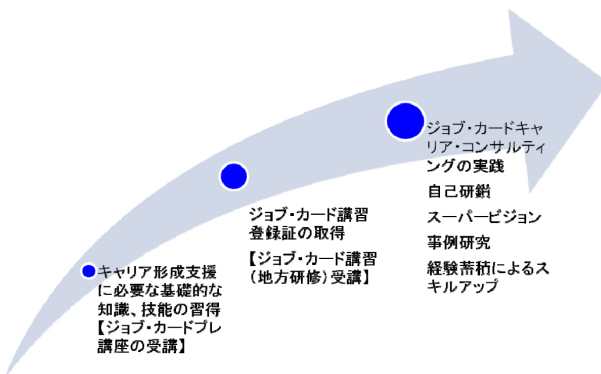 キャリア形成支援
に必要な基礎的な
知識、技能の習得
【ジョブ・カードプレ
講座の受講】
ジョブ・カード講習
登録証の取得
【ジョブ・カード講習
(地方研修)受講】
ジョブ・カードキャ
リア・コンサルティ
ングの実践
自己研鑽
スーパービジョン
事例研究
経験蓄積によるス
キルアップ